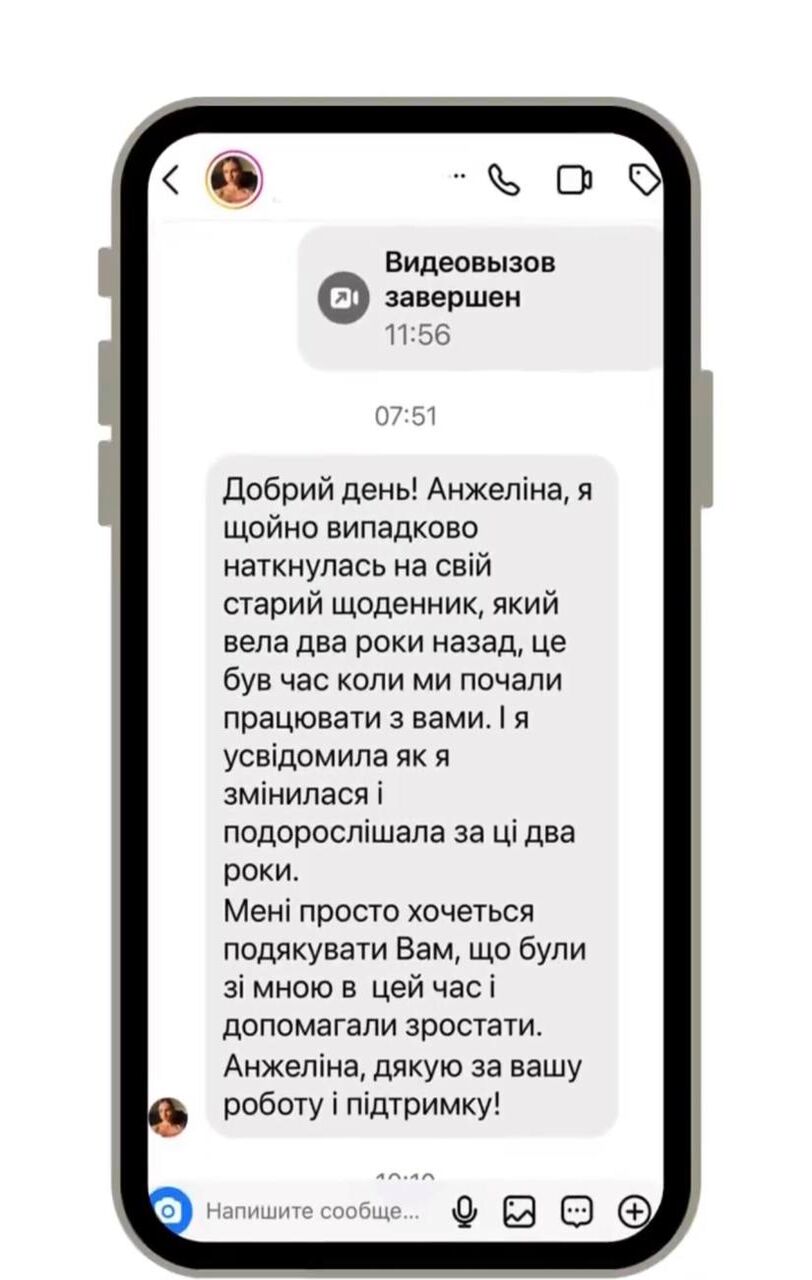 Видеовызов
завершен
11:56
07:51
Добрий день! Анжеліна, я
щойно випадково
наткнулась на свій
старий щоденник, який
вела два роки назад, це
був час коли ми почали
працювати з вами. І я
усвідомила як я
змінилася і
подорослішала за ці два
роки.
Мені просто хочеться
подякувати Вам, що були
зі мною в цей час і
допомагали зростати.
Анжеліна, дякую за вашу
роботу і підтримку!
Напишите сообще...